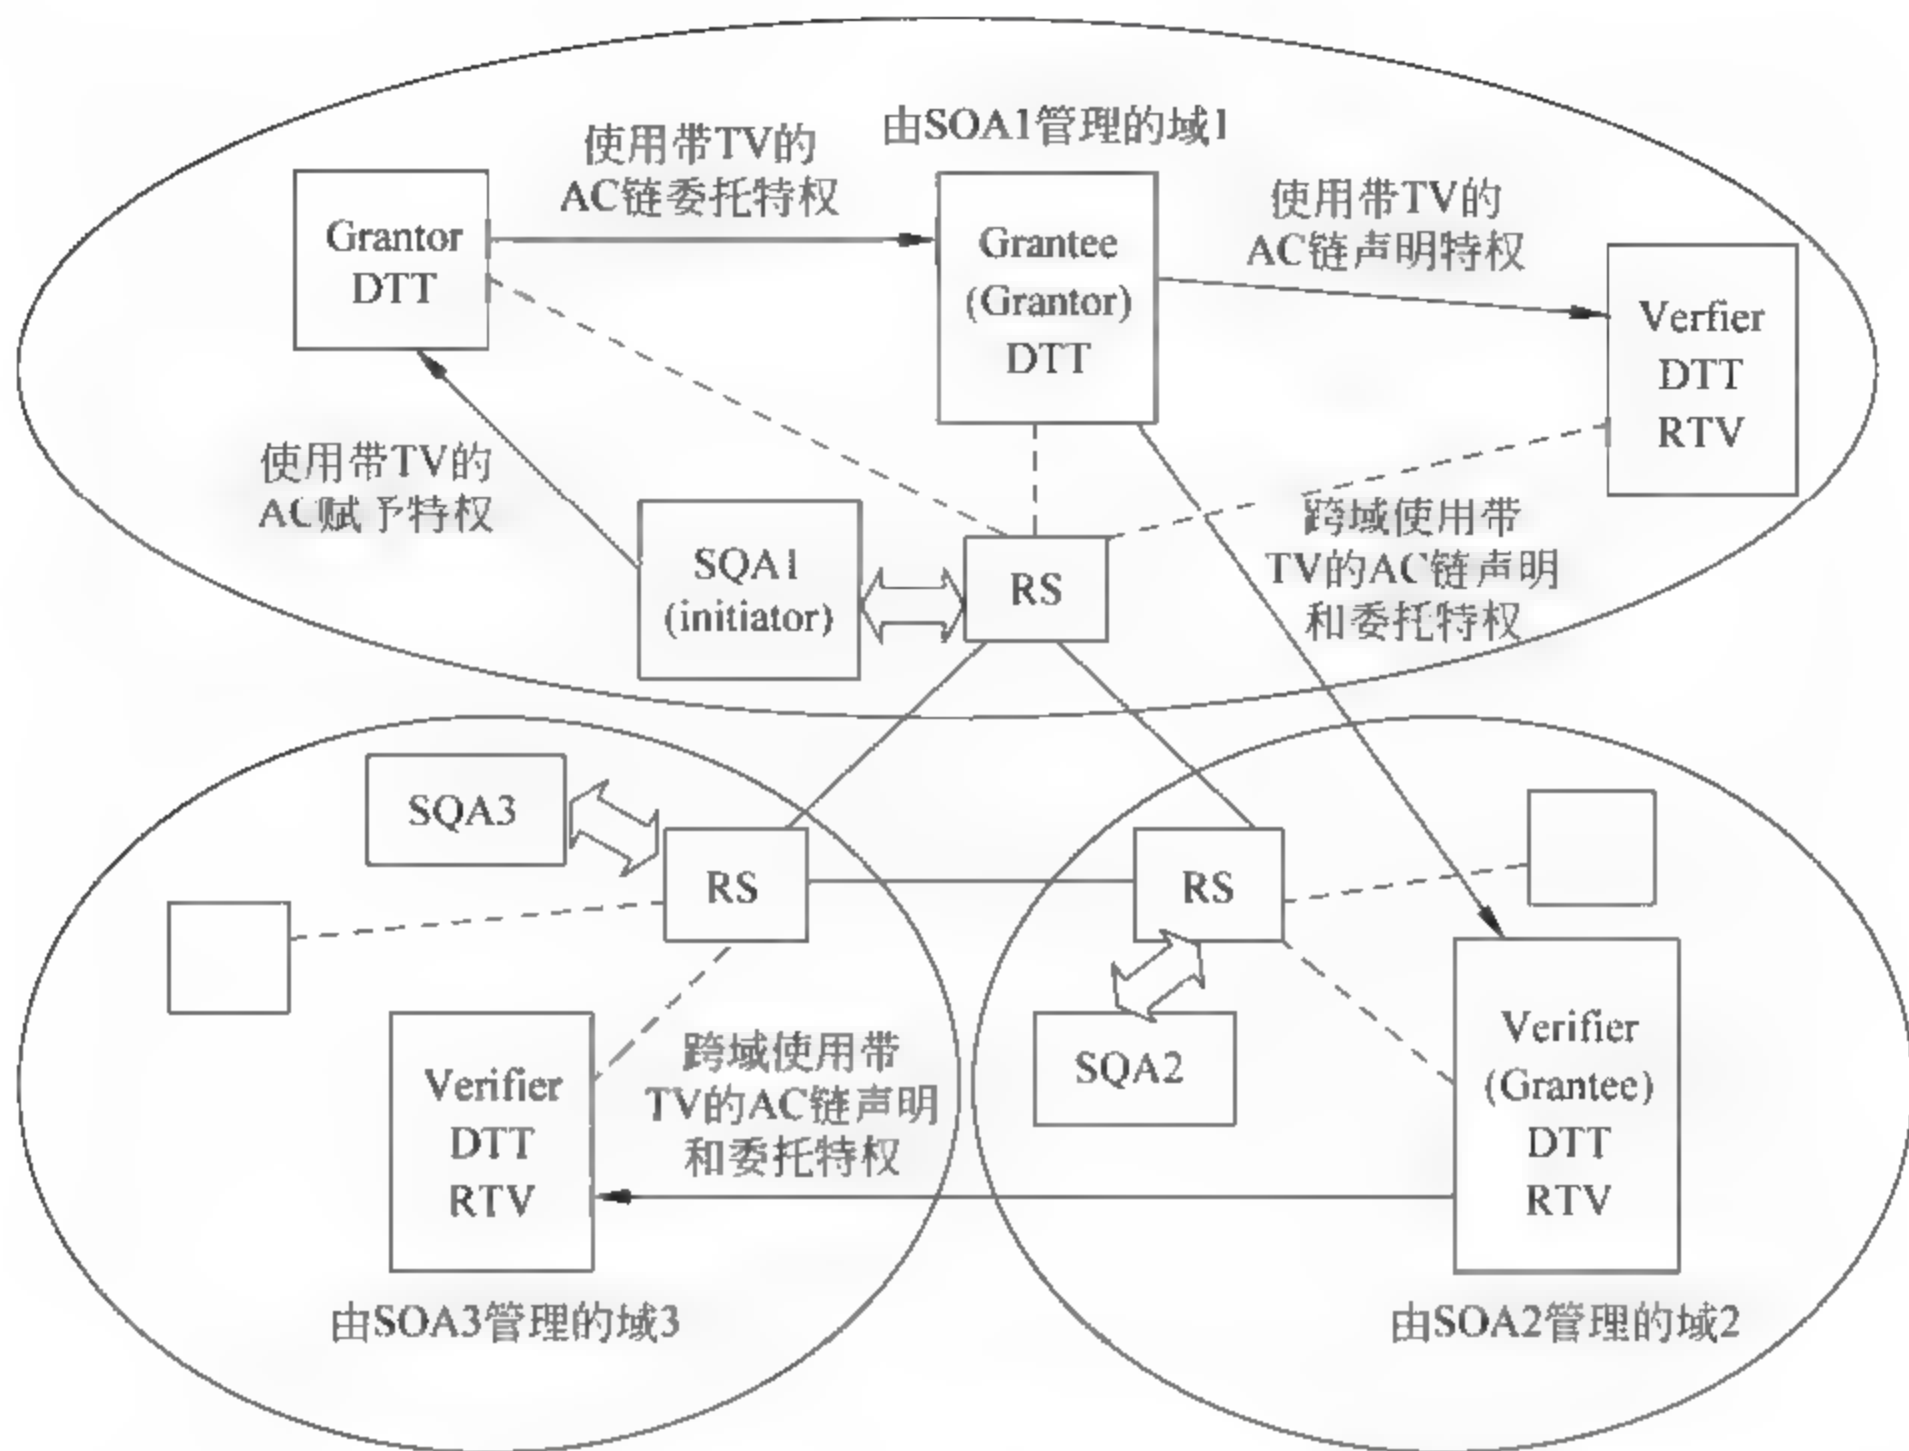 由SOA1管理的域1
使用带TV的
AC链委托特权
使用带TV的
AC链声明特权
Grantor
DTT
Grantee
(Grantor)
DTT
Verfier
DTT
RTV
使用带TV的
AC赋予特权
SQA1
(initiator)
RS
跨域使用带
TV的AC链声明
和委托特权
SQA3
RS
RS
SQA2
Verifier
DTT
RTV
跨域使用带
TV的AC链声明
和委托特权
Verifier
(Grantee)
DTT
RTV
由SOA3管理的域3
由SOA2管理的域2